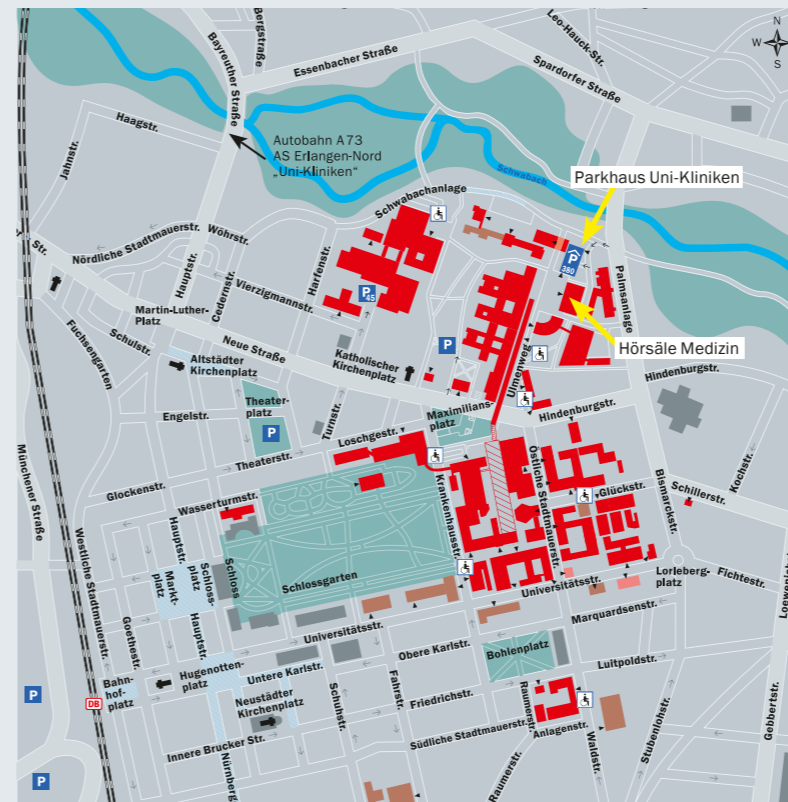 Leo-Hauck-Str.
Bergstraße
Bayreuther Straße
N
W
S
Essenbacher Straße
Spardorfer Straße
Haagstr.
Autobahn A73
AS Erlangen-Nord
„Uni-Kliniken“
Jahnstr.
Schwabach
Parkhaus Uni-Kliniken
Schwabachanlage
Wöhrstr.
Nördliche Stadtmauerstr.
Str.
Harfenstr.
P
380
Palmsanlage
Hauptstr.
Cedernstr.
Vierzigmannstr.
P
45
Martin-Luther-
Platz
Fuchsengarten
Schulstr.
Neue Straße
Altstädter
Kirchenplatz
Katholischer
Kirchenplatz
P
Ulmenweg
Hörsäle Medizin
Hindenburgstr.
Theater-
platz
P
Engelstr.
Turnstr.
Maximilians-
platz
Hindenburgstr.
Loschgestr.
Theaterstr.
Münchener Straße
Glockenstr.
Wasserturmstr.
Krankenhausstr.
Östliche Stadtmauerstr.
Glückstr.
Bismarckstr.
Schillerstr.
Kochstr.
Westliche Stadtmauerstr.
Hauptstr.
Markt-
platz
Schloss-
platz
Schloss
Schlossgarten
Universitätsstr.
Lorleberg-
platz
Fichtestr.
Goethestr.
Hauptstr.
Universitätsstr.
Marquardsenstr.
Obere Karlstr.
Bohlenplatz
Luitpoldstr.
Bahn-
hof-
platz
Hugenotten-
platz
Untere Karlstr.
Neustädter
Kirchenplatz
Schuhstr.
Fahrstr.
Friedrichstr.
Raumerstr.
P
DB
Innere Brucker Str.
Südliche Stadtmauerstr.
Anlagenstr.
Waldstr.
Stubenlohstr.
Gebbertstr.
P
Raumerstr.